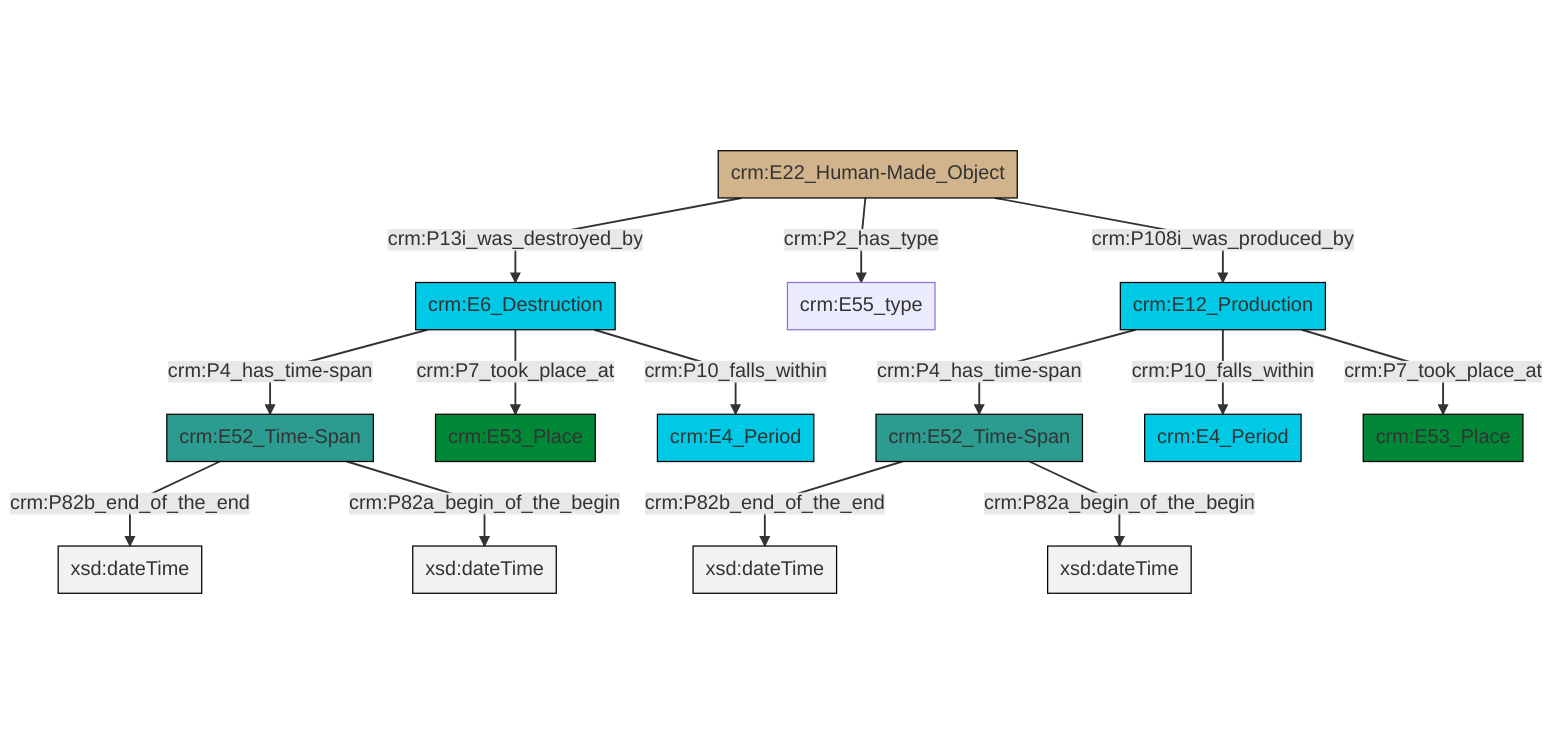 crm:E22_Human-Made_Object
crm:P13i_was_destroyed_by
crm:P2_has_type
crm:P108i_was_produced_by
crm:E6_Destruction
crm:E55_type
crm:E12_Production
crm:P4_has_time-span
crm:P7_took_place_at
crm:P10_falls_within
crm:P4_has_time-span
crm:P10_falls_within
crm:P7_took_place_at
crm:E52_Time-Span
crm:E53_Place
crm:E4_Period
crm:E52_Time-Span
crm:E4_Period
crm:E53_Place
crm:P82b_end_of_the_end
crm:P82a_begin_of_the_begin
crm:P82b_end_of_the_end
crm:P82a_begin_of_the_begin
xsd:dateTime
xsd:dateTime
xsd:dateTime
xsd:dateTime